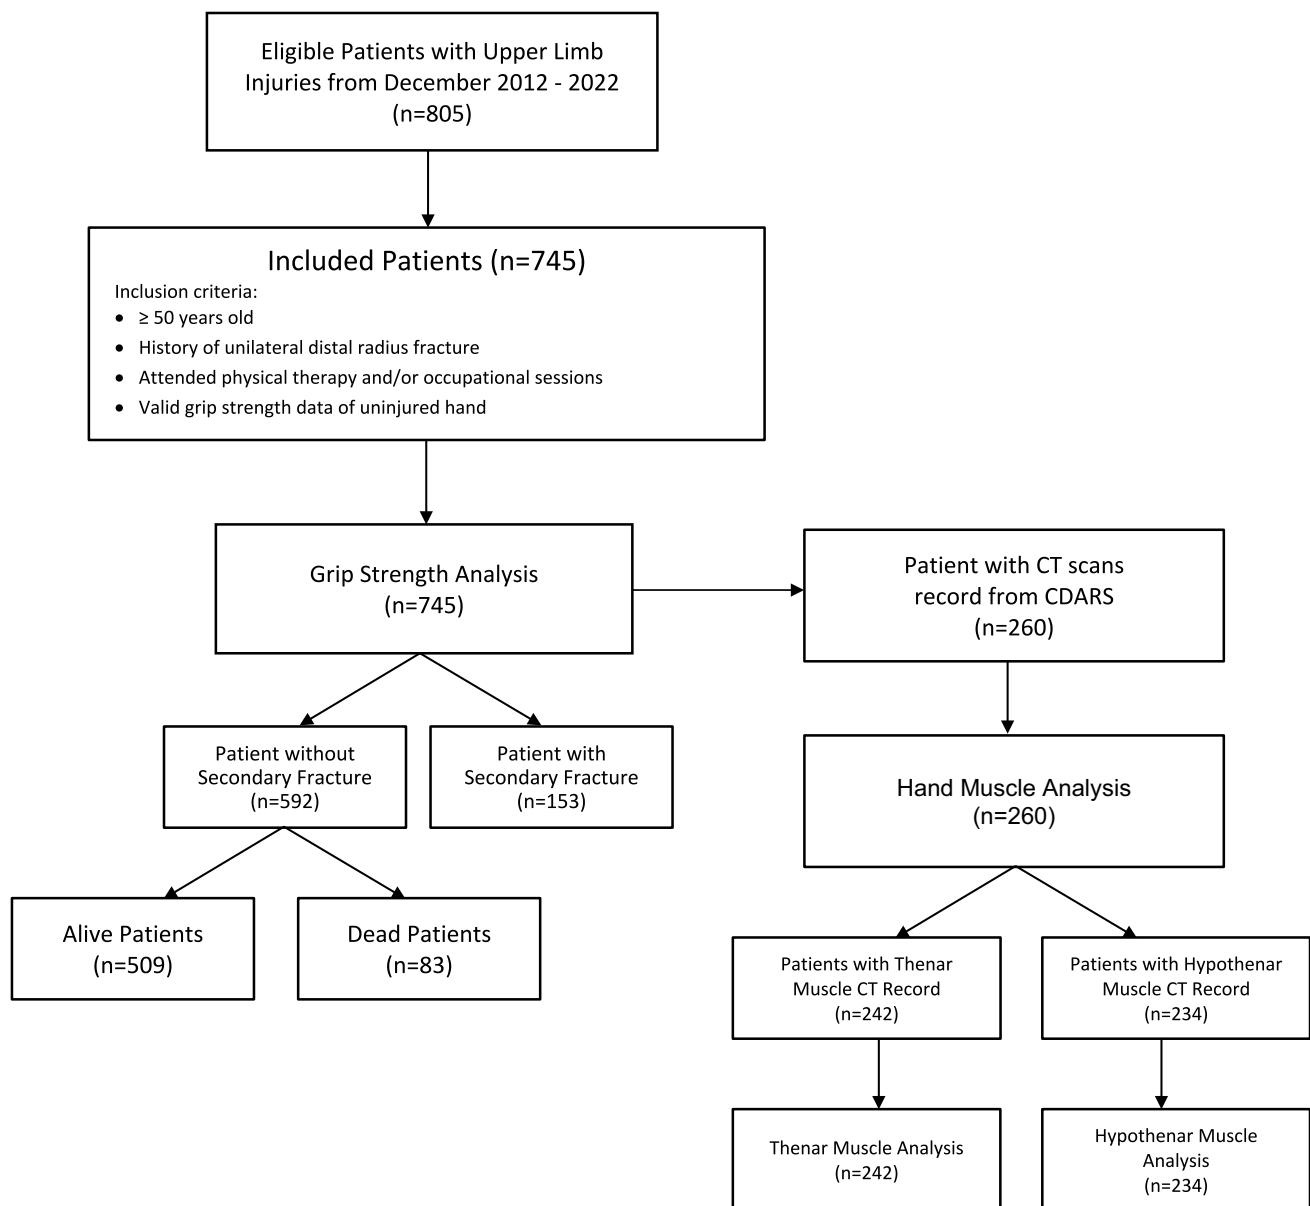 Eligible Patients with Upper Limb
Injuries from December 2012 - 2022
(n=805)
Included Patients (n=745)
Inclusion criteria:
• ≥ 50 years old
• History of unilateral distal radius fracture
• Attended physical therapy and/or occupational sessions
• Valid grip strength data of uninjured hand
Grip Strength Analysis
(n=745)
Patient with CT scans
record from CDARS
(n=260)
Patient without
Secondary Fracture
(n=592)
Patient with
Secondary Fracture
(n=153)
Hand Muscle Analysis
(n=260)
Alive Patients
(n=509)
Dead Patients
(n=83)
Patients with Thenar
Muscle CT Record
(n=242)
Patients with Hypothenar
Muscle CT Record
(n=234)
Thenar Muscle Analysis
(n=242)
Hypothenar Muscle
Analysis
(n=234)